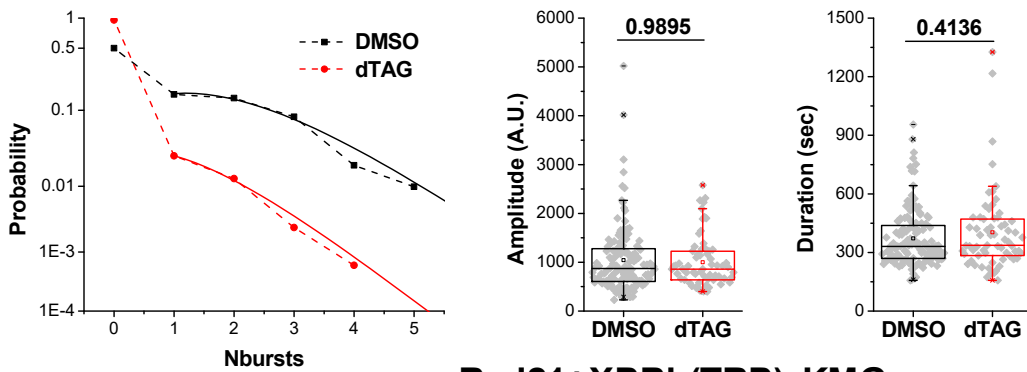 1
0.5
0.1
0.01
1E-3
1E-4
Probability
0 1 2 3 4 5
Nbursts
DMSO
dTAG
6000
5000
4000
3000
2000
1000
0
Amplitude (A.U.)
0.9895
DMSO dTAG
1500
1200
900
600
300
0
Duration (sec)
0.4136
DMSO dTAG